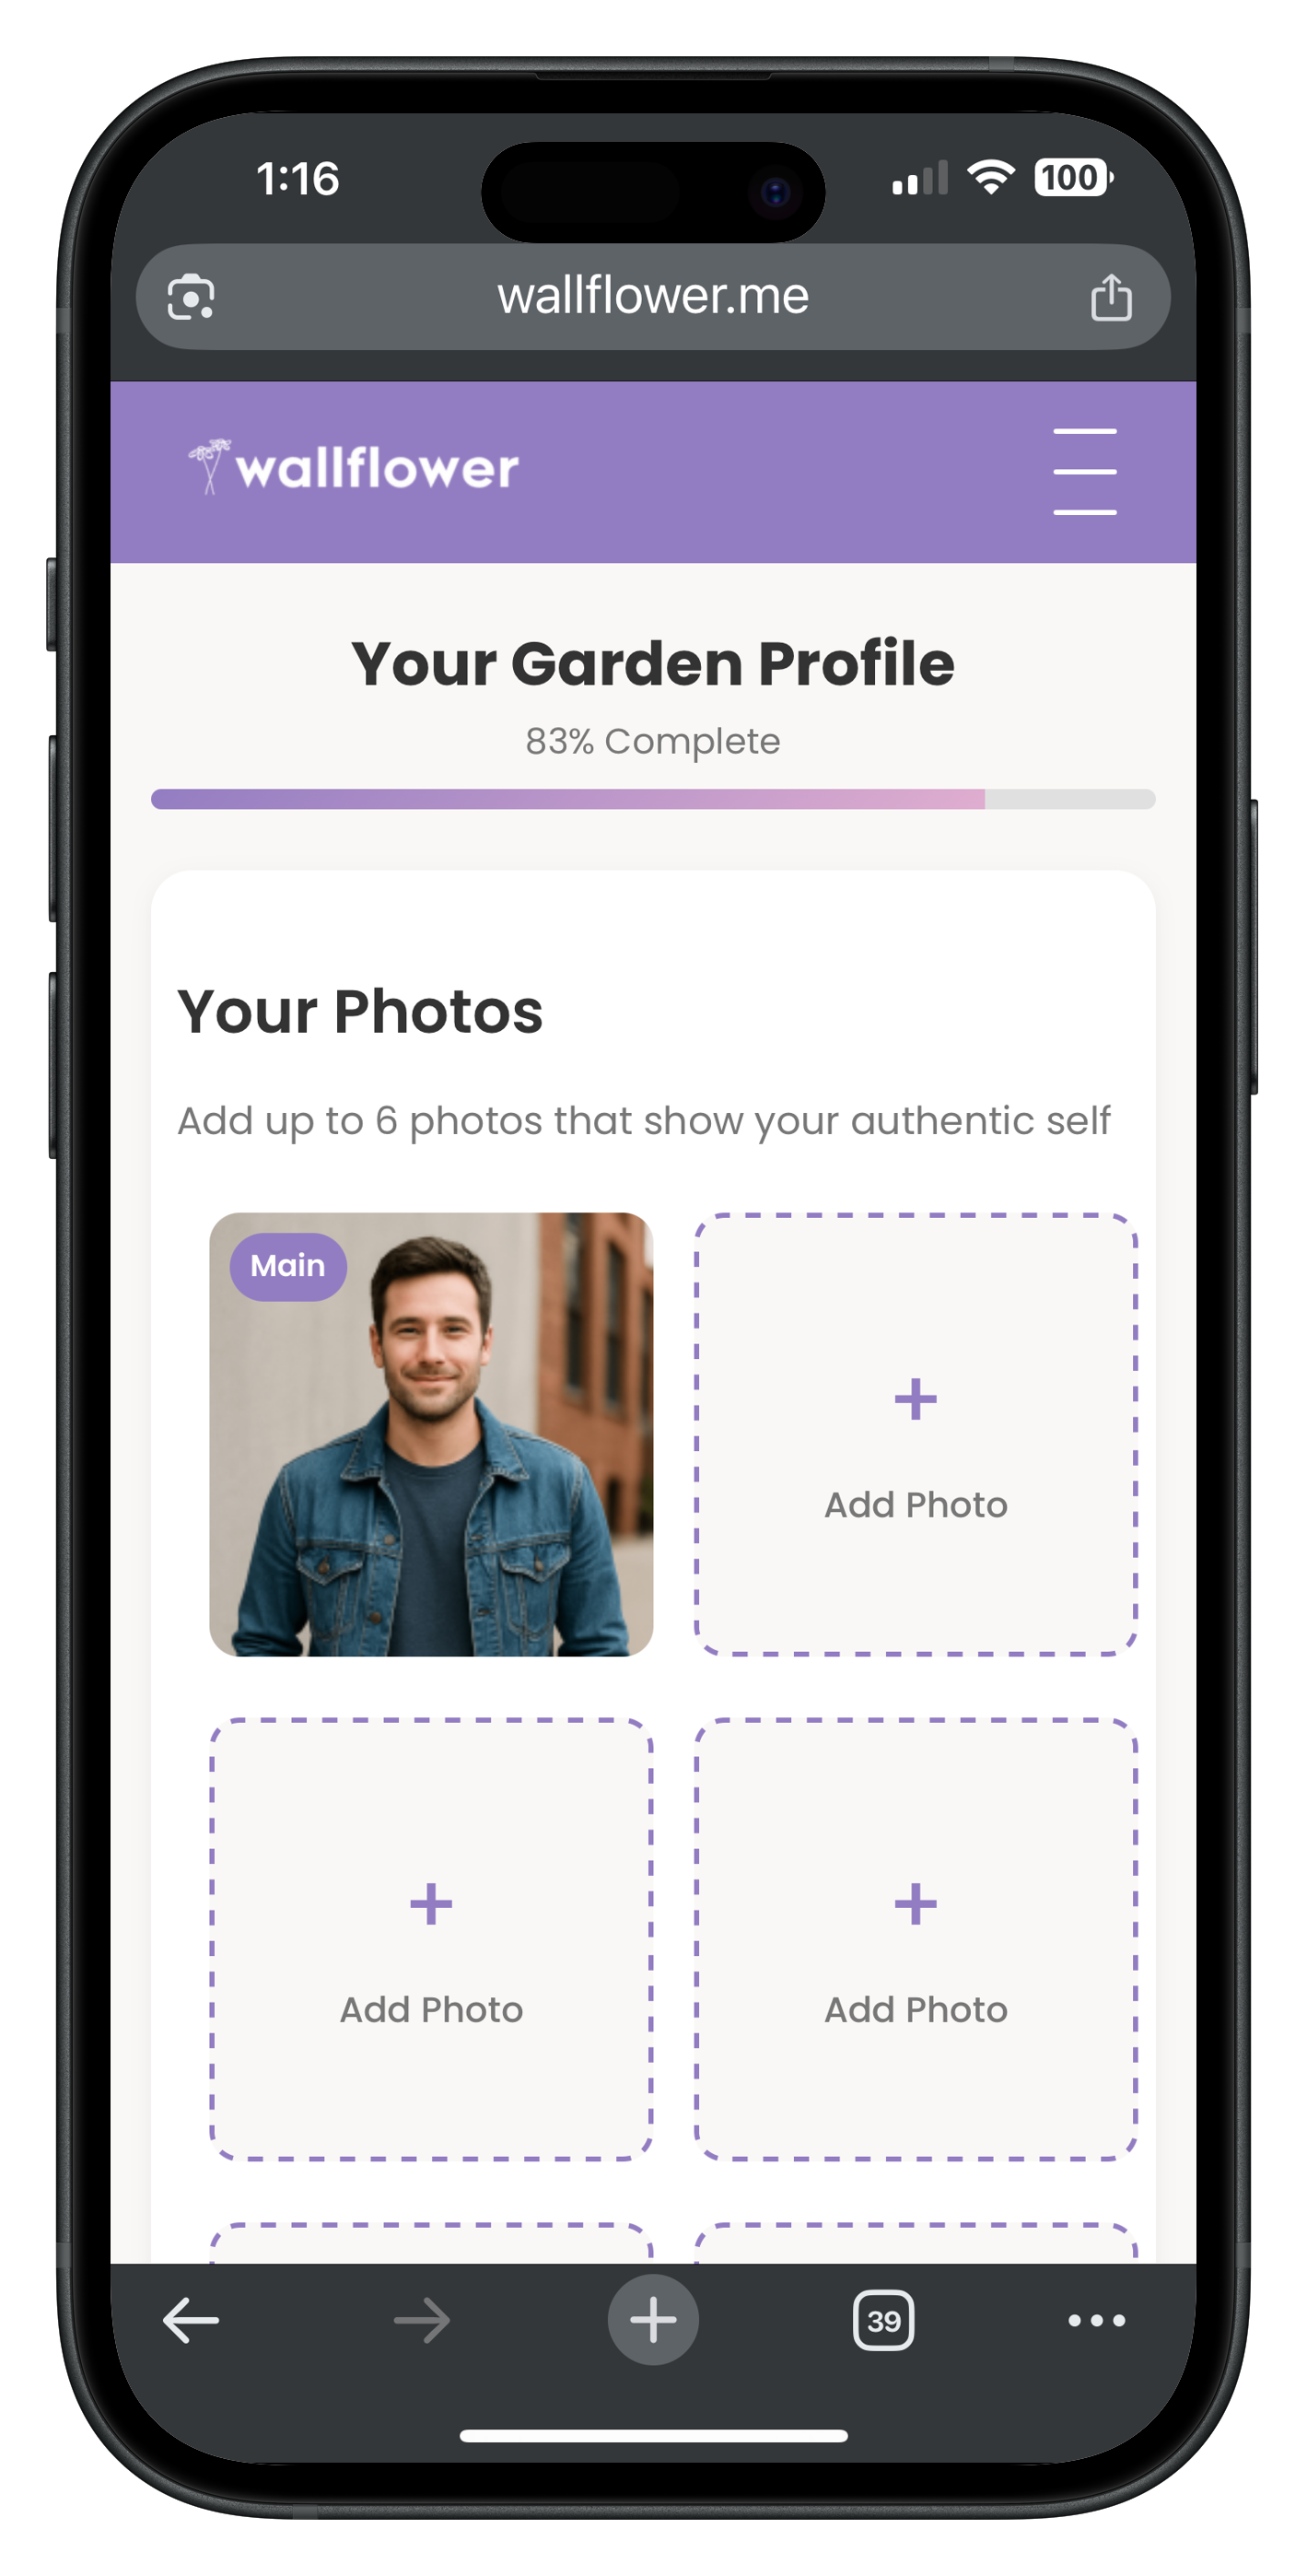 1:16
100
wallflower.me
wallflower
Your Garden Profile
83% Complete
Your Photos
Add up to 6 photos that show your authentic self
Main
+
Add Photo
+
Add Photo
+
Add Photo
39